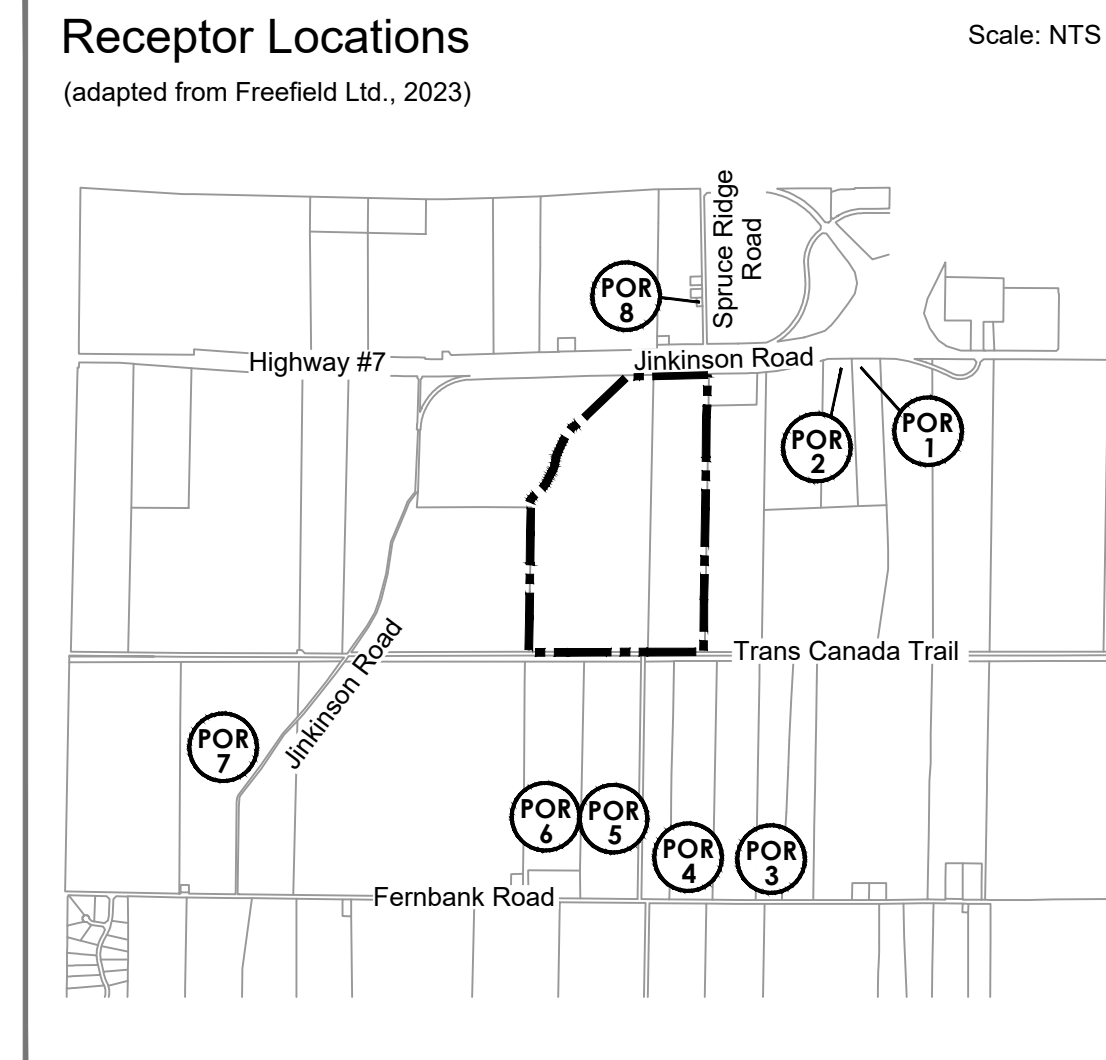 Receptor Locations
Scale: NTS
(adapted from Freefield Ltd., 2023)
Spruce Ridge
Road
POR
8
Highway #7
Jinkinson Road
POR
2
POR
1
Jinkinson Road
Trans Canada Trail
POR
7
POR
6
POR
5
POR
4
POR
3
Fernbank Road